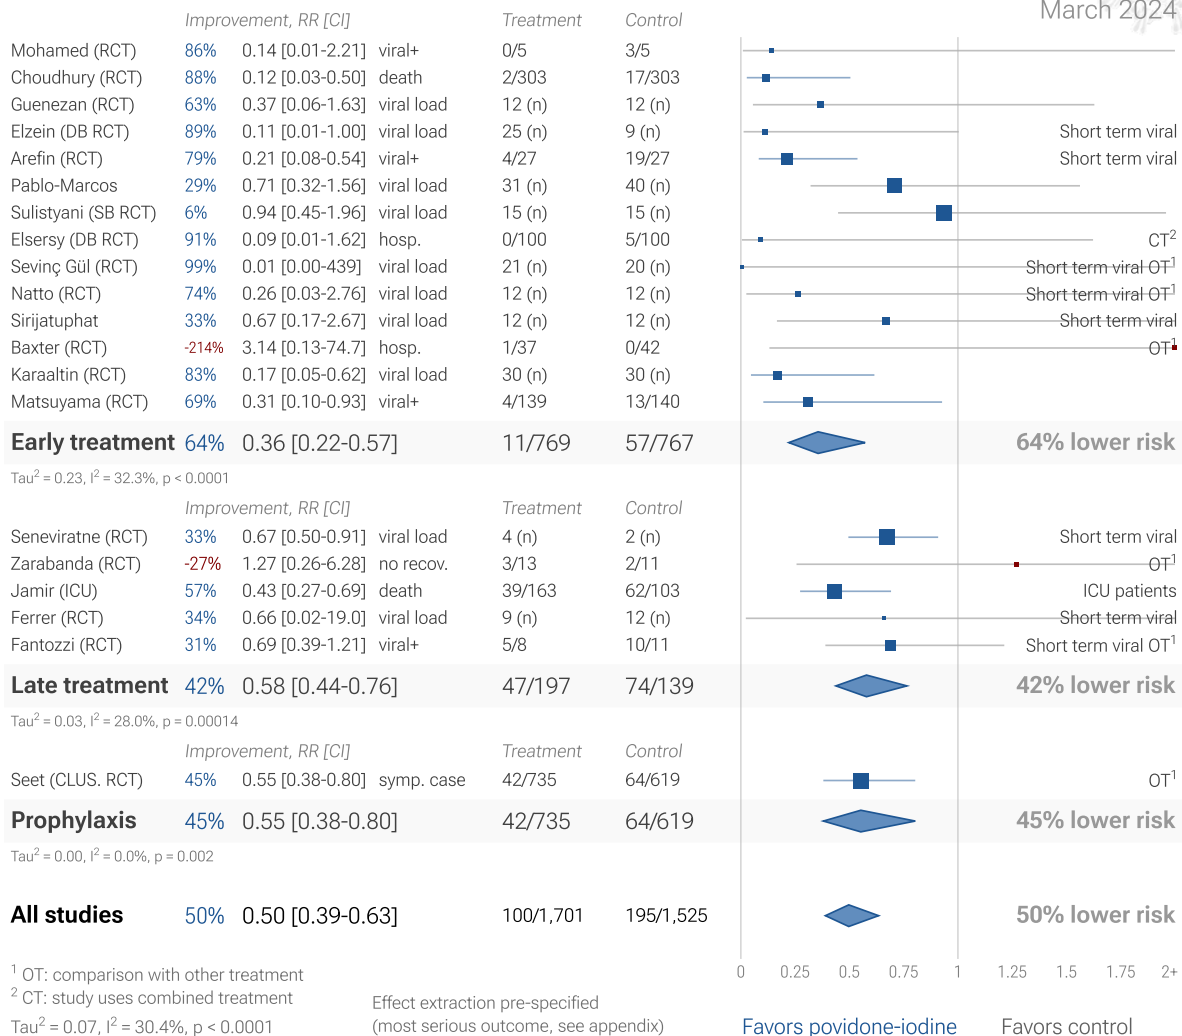 March 2024
Improvement, RR [CI] Treatment Control
Mohamed (RCT) 86% 0.14 [0.01-2.21] viral+ 0/5 3/5
Choudhury (RCT) 88% 0.12 [0.03-0.50] death 2/303 17/303
Guenezan (RCT) 63% 0.37 [0.06-1.63] viral load 12 (n) 12 (n)
Elzein (DB RCT) 89% 0.11 [0.01-1.00] viral load 25 (n) 9 (n) Short term viral
Arefin (RCT) 79% 0.21 [0.08-0.54] viral+ 4/27 19/27 Short term viral
Pablo-Marcos 29% 0.71 [0.32-1.56] viral load 31 (n) 40 (n)
Sulistyani (SB RCT) 6% 0.94 [0.45-1.96] viral load 15 (n) 15 (n)
Elsersy (DB RCT) 91% 0.09 [0.01-1.62] hosp. 0/100 5/100 CT²
Sevinç Gül (RCT) 99% 0.01 [0.00-439] viral load 21 (n) 20 (n) Short term viral OT¹
Natto (RCT) 74% 0.26 [0.03-2.76] viral load 12 (n) 12 (n) Short term viral OT¹
Sirijatuphat 33% 0.67 [0.17-2.67] viral load 12 (n) 12 (n) Short term viral
Baxter (RCT) -214% 3.14 [0.13-74.7] hosp. 1/37 0/42 OT¹
Karaaltin (RCT) 83% 0.17 [0.05-0.62] viral load 30 (n) 30 (n)
Matsuyama (RCT) 69% 0.31 [0.10-0.93] viral+ 4/139 13/140
Early treatment 64% 0.36 [0.22-0.57] 11/769 57/767 64% lower risk
Tau² = 0.23, I² = 32.3%, p < 0.0001
Improvement, RR [CI] Treatment Control
Seneviratne (RCT) 33% 0.67 [0.50-0.91] viral load 4 (n) 2 (n) Short term viral
Zarabanda (RCT) -27% 1.27 [0.26-6.28] no recov. 3/13 2/11 OT¹
Jamir (ICU) 57% 0.43 [0.27-0.69] death 39/163 62/103 ICU patients
Ferrer (RCT) 34% 0.66 [0.02-19.0] viral load 9 (n) 12 (n) Short term viral
Fantozzi (RCT) 31% 0.69 [0.39-1.21] viral+ 5/8 10/11 Short term viral OT¹
Late treatment 42% 0.58 [0.44-0.76] 47/197 74/139 42% lower risk
Tau² = 0.03, I² = 28.0%, p = 0.00014
Improvement, RR [CI] Treatment Control
Seet (CLUS. RCT) 45% 0.55 [0.38-0.80] symp. case 42/735 64/619 OT¹
Prophylaxis 45% 0.55 [0.38-0.80] 42/735 64/619 45% lower risk
Tau² = 0.00, I² = 0.0%, p = 0.002
All studies 50% 0.50 [0.39-0.63] 100/1,701 195/1,525 50% lower risk
0 0.25 0.5 0.75 1 1.25 1.5 1.75 2+
¹ OT: comparison with other treatment
² CT: study uses combined treatment
Tau² = 0.07, I² = 30.4%, p < 0.0001
Effect extraction pre-specified
(most serious outcome, see appendix)
Favors povidone-iodine Favors control